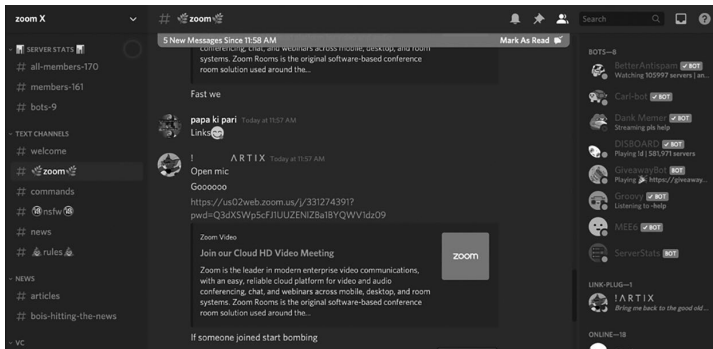 zoom X
# 🌿zoom🌿
Search
5 New Messages Since 11:58 AM
Mark As Read
📊 SERVER STATS 📊
# all-members-170
# members-161
# bots-9
TEXT CHANNELS
# welcome
# 🌿zoom🌿
# commands
# 🔞nsfw🔞
# news
# 💩rules💩
NEWS
# articles
# bois-hitting-the-news
VC
conferencing, chat, and webinars across mobile, desktop, and room
systems. Zoom Rooms is the original software-based conference
room solution used around the...
Fast we
papa ki pari Today at 11:57 AM
Links😁
! ΛRTIX Today at 11:57 AM
Open mic
Goooooo
https://us02web.zoom.us/j/331274391?
pwd=Q3dXSWp5cFJ1UUZENlZBa1BYQWV1dz09
Zoom Video
Join our Cloud HD Video Meeting
zoom
Zoom is the leader in modern enterprise video communications,
with an easy, reliable cloud platform for video and audio
conferencing, chat, and webinars across mobile, desktop, and room
systems. Zoom Rooms is the original software-based conference
room solution used around the...
If someone joined start bombing
BOTS—8
BetterAntispam ✔BOT
Watching 105997 servers | an...
Carl-bot ✔BOT
Dank Memer ✔BOT
Streaming pls help
DISBOARD ✔BOT
Playing !d | 581,971 servers
GiveawayBot ✔BOT
Playing 🎉 https://giveaway...
Groovy ✔BOT
Listening to -help
MEE6 ✔BOT
ServerStats BOT
LINK-PLUG—1
!ΛRTIX
Bring me back to the good old ...
ONLINE—18